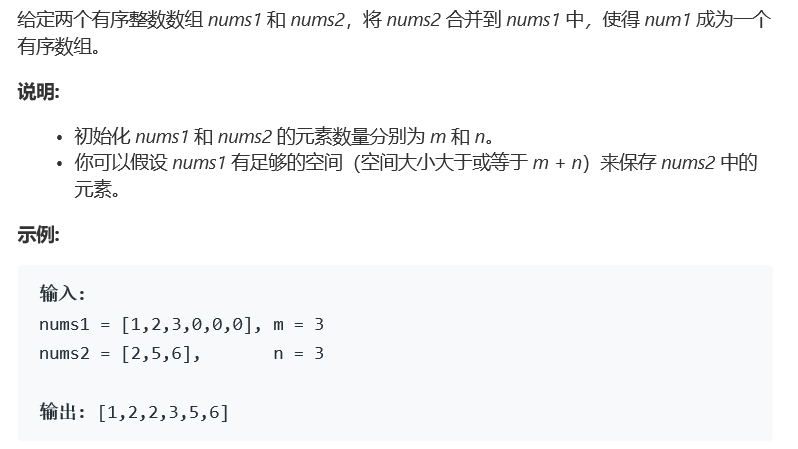 给定两个有序整数数组 nums1 和 nums2，将 nums2 合并到 nums1 中，使得 num1 成为一个
有序数组。
说明:
• 初始化 nums1 和 nums2 的元素数量分别为 m 和 n。
• 你可以假设 nums1 有足够的空间（空间大小大于或等于 m + n）来保存 nums2 中的
元素。
示例:
输入:
nums1 = [1,2,3,0,0,0], m = 3
nums2 = [2,5,6],       n = 3
输出: [1,2,2,3,5,6]